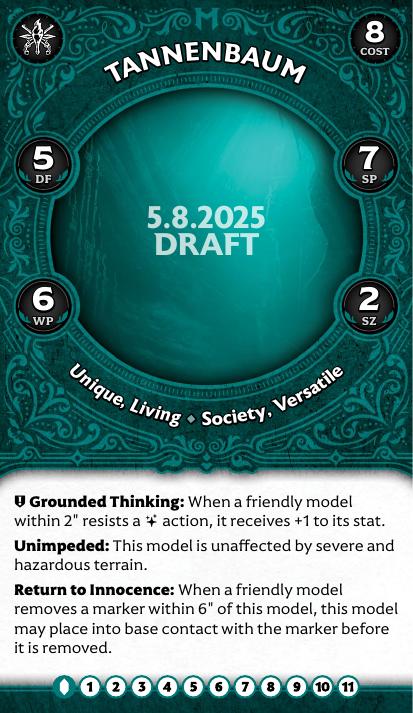 8
COST
TANNENBAUM
5
DF
7
SP
5.8.2025
DRAFT
6
WP
2
SZ
Unique, Living ◆ Society, Versatile
Grounded Thinking: When a friendly model
within 2" resists a action, it receives +1 to its stat.
Unimpeded: This model is unaffected by severe and
hazardous terrain.
Return to Innocence: When a friendly model
removes a marker within 6" of this model, this model
may place into base contact with the marker before
it is removed.
1 2 3 4 5 6 7 8 9 10 11